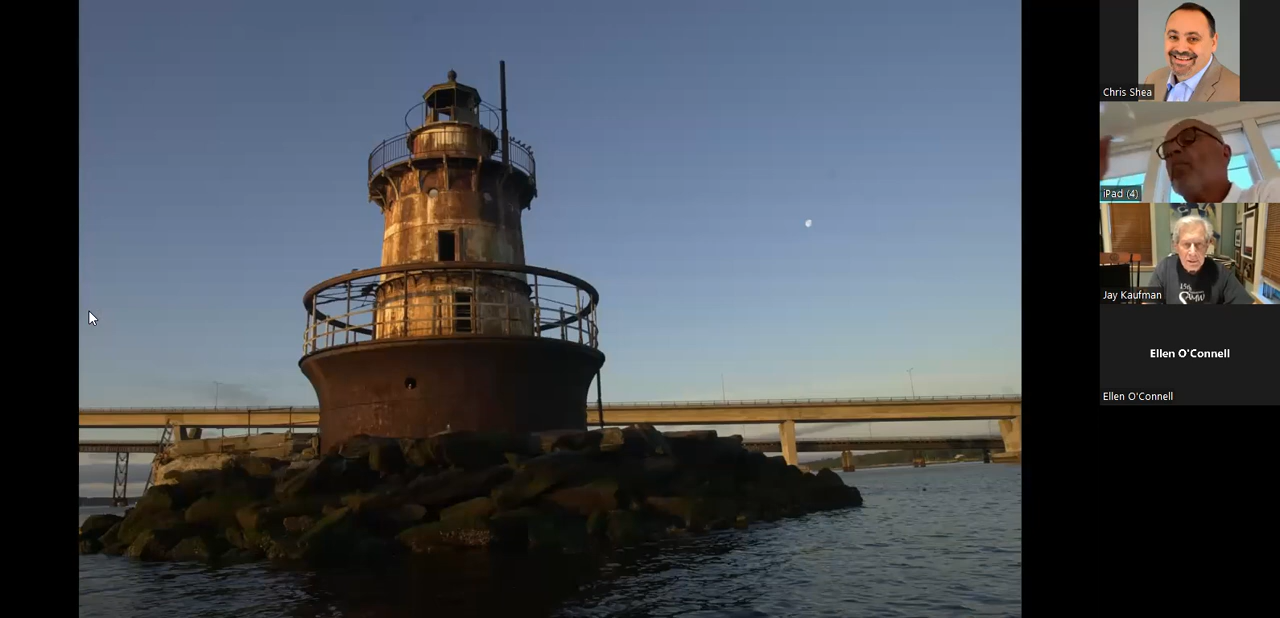 Chris Shea
iPad (4)
Jay Kaufman
Ellen O'Connell
Ellen O'Connell